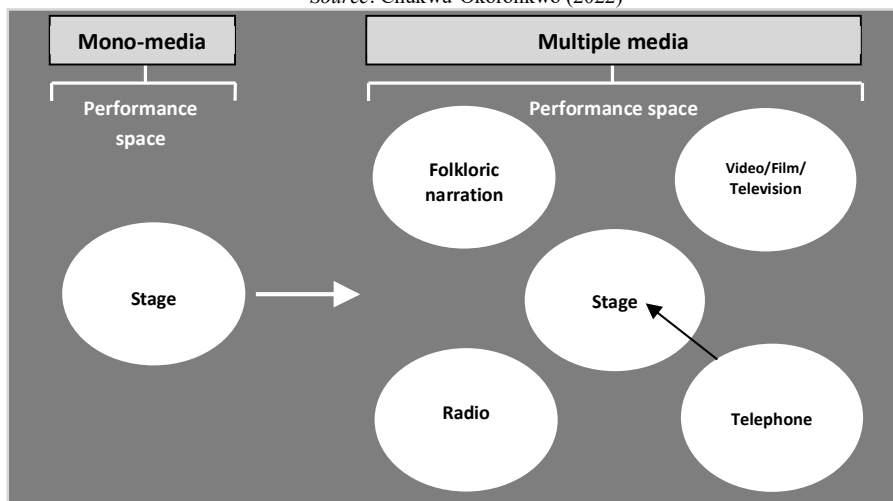 Source: Chukwu-Okoronkwo (2022)
Mono-media
Multiple media
Performance
space
Performance space
Folkloric
narration
Video/Film/
Television
Stage
Stage
Radio
Telephone